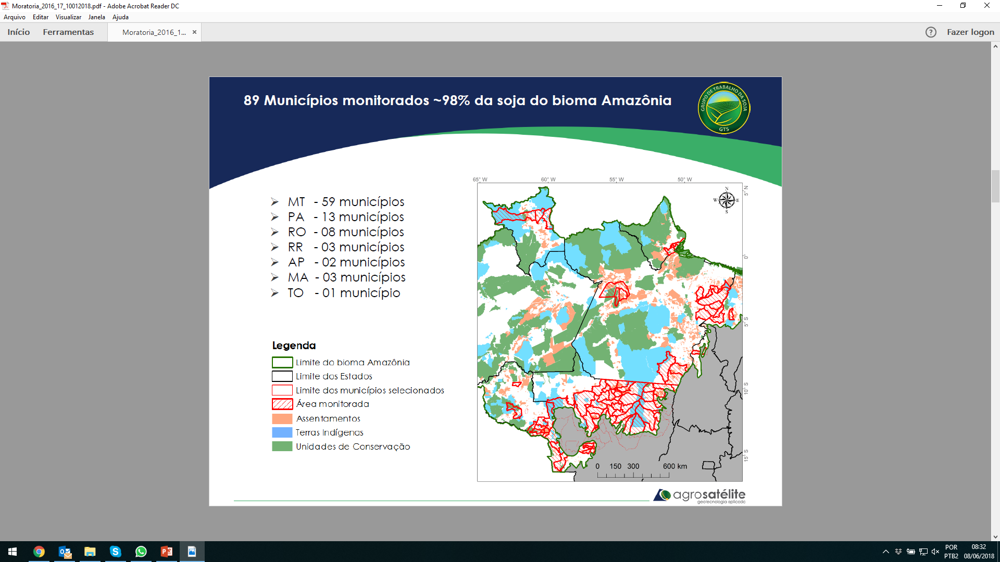 Moratoria_2016_17_10012018.pdf - Adobe Acrobat Reader DC
Arquivo Editar Visualizar Janela Ajuda
Início Ferramentas Moratoria_2016_1... × ? Fazer logon
89 Municípios monitorados ~98% da soja do bioma Amazônia
GRUPO DE TRABALHO DA SOJA
GTS
MT - 59 municípios
PA - 13 municípios
RO - 08 municípios
RR - 03 municípios
AP - 02 municípios
MA - 03 municípios
TO - 01 município
Legenda
Limite do bioma Amazônia
Limite dos Estados
Limite dos municípios selecionados
Área monitorada
Assentamentos
Terras Indígenas
Unidades de Conservação
65° W 60° W 55° W 50° W
5° N
0°
5° S
10° S
15° S
N
W E
S
0 150 300 600 km
agrosatélite
geotecnologia aplicada
POR
PTB2
08:32
08/06/2018